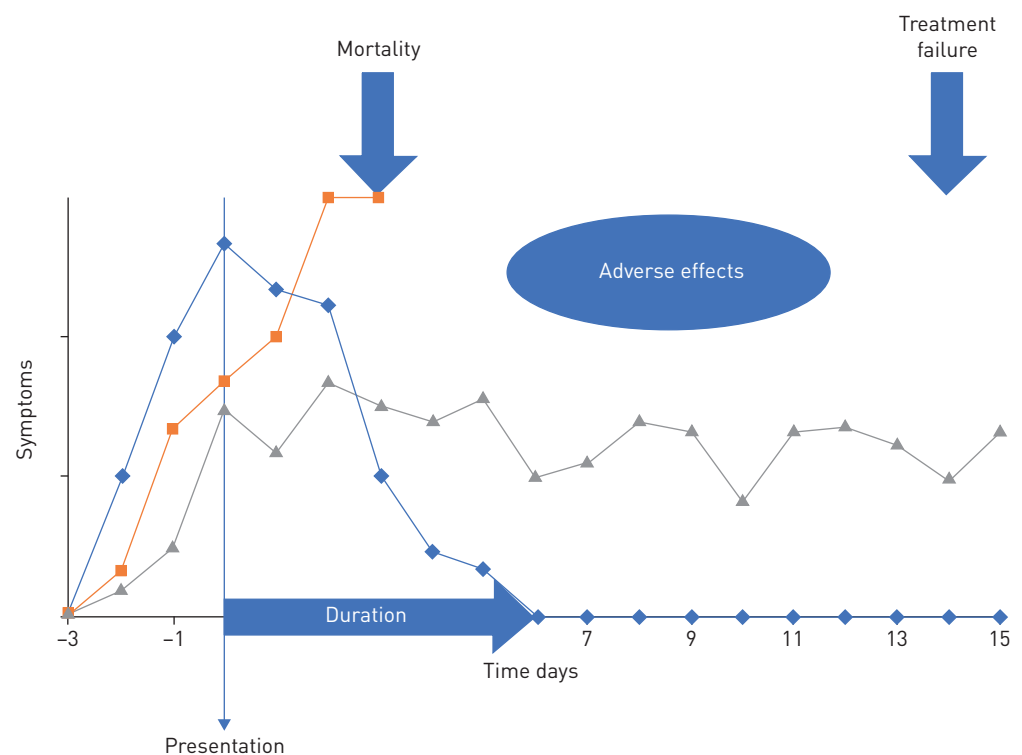 Treatment
failure
Mortality
Adverse effects
Symptoms
Duration
–3
–1
7
9
11
13
15
Time days
Presentation